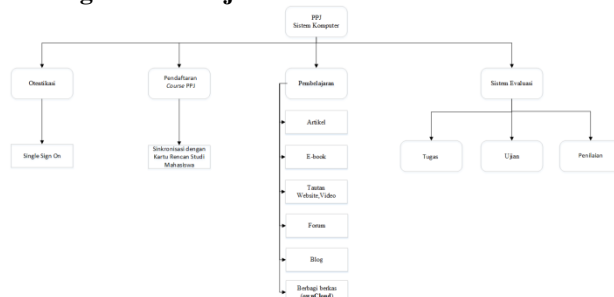 PPJ
Sistem Komputer
Otentikasi
Pendaftaran
Course PPJ
Pembelajaran
Sistem Evaluasi
Single Sign On
Sinkronisasi dengan
Kartu Rencan Studi
Mahasiswa
Artikel
E-book
Tautan
Website,Video
Forum
Blog
Berbagi berkas
(ownCloud)
Tugas
Ujian
Penilaian